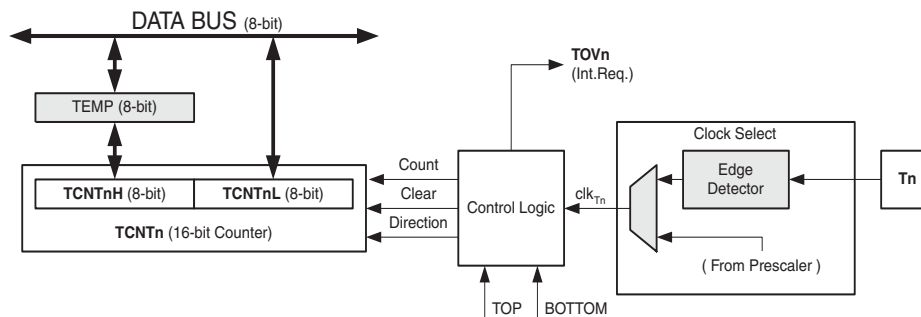 DATA BUS (8-bit)
TOVn
(Int.Req.)
TEMP (8-bit)
Clock Select
Count
Edge
Detector
Tn
TCNTnH (8-bit) TCNTnL (8-bit)
Clear
Control Logic
clkTn
TCNTn (16-bit Counter)
Direction
( From Prescaler )
TOP
BOTTOM